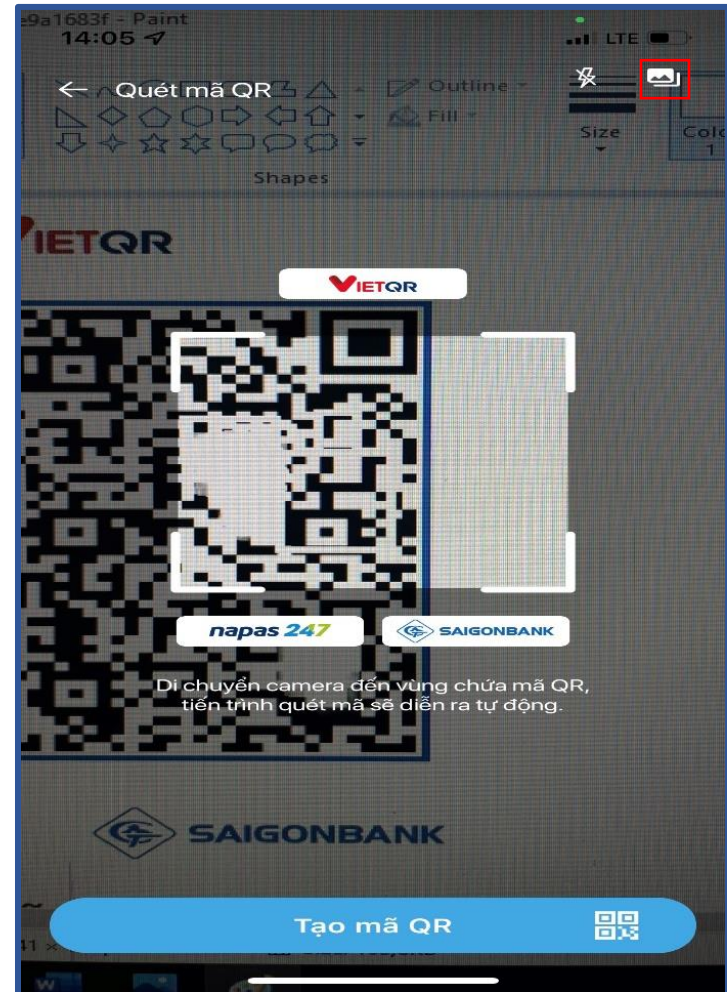 9a1683f - Paint
14:05
LTE
Quét mã QR
Outline
Fill
Size
Colo
1
Shapes
VIETQR
VIETQR
napas 247
SAIGONBANK
Di chuyển camera đến vùng chứa mã QR,
tiến trình quét mã sẽ diễn ra tự động.
SAIGONBANK
Tạo mã QR